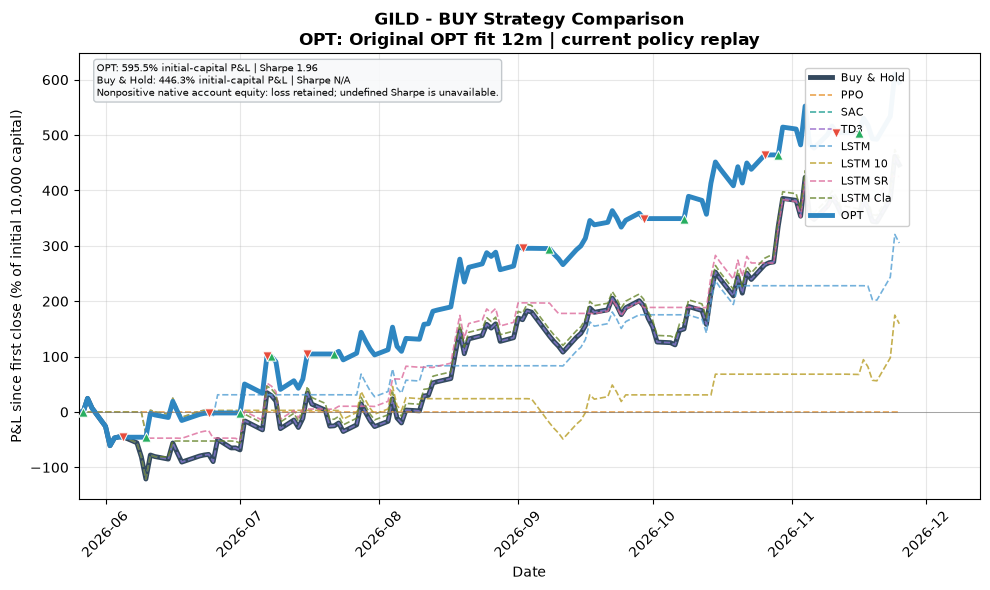 GILD - BUY Strategy Comparison
OPT: Original OPT fit 12m | current policy replay
OPT: 595.5% initial-capital P&L | Sharpe 1.96
Buy & Hold: 446.3% initial-capital P&L | Sharpe N/A
Nonpositive native account equity: loss retained; undefined Sharpe is unavailable.
Buy & Hold
PPO
SAC
TD3
LSTM
LSTM 10
LSTM SR
LSTM Cla
OPT
P&L since first close (% of initial 10,000 capital)
600
500
400
300
200
100
0
−100
2026-06
2026-07
2026-08
2026-09
2026-10
2026-11
2026-12
Date